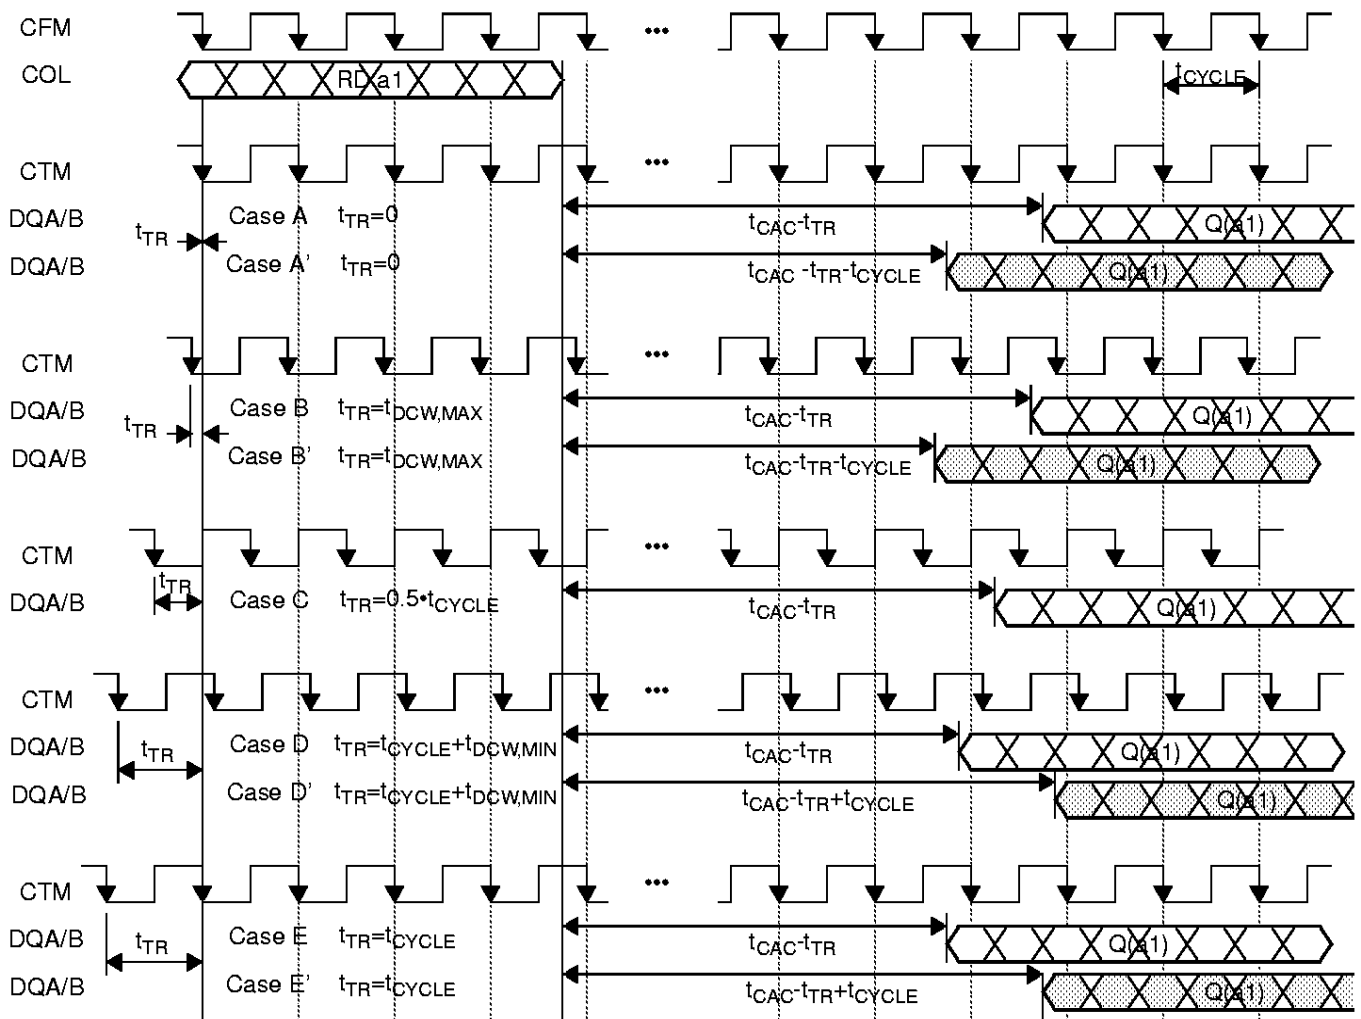 CFM •••
COL RD a1 tCYCLE
CTM •••
DQA/B Case A tTR=0 tCAC-tTR Q(a1)
tTR
DQA/B Case A' tTR=0 tCAC -tTR-tCYCLE Q(a1)
CTM •••
DQA/B Case B tTR=tDCW,MAX tCAC-tTR Q(a1)
tTR
DQA/B Case B' tTR=tDCW,MAX tCAC-tTR-tCYCLE Q(a1)
CTM •••
tTR
DQA/B Case C tTR=0.5•tCYCLE tCAC-tTR Q(a1)
CTM •••
DQA/B Case D tTR=tCYCLE+tDCW,MIN tCAC-tTR Q(a1)
tTR
DQA/B Case D' tTR=tCYCLE+tDCW,MIN tCAC-tTR+tCYCLE Q(a1)
CTM •••
DQA/B Case E tTR=tCYCLE tCAC-tTR Q(a1)
tTR
DQA/B Case E' tTR=tCYCLE tCAC-tTR+tCYCLE Q(a1)